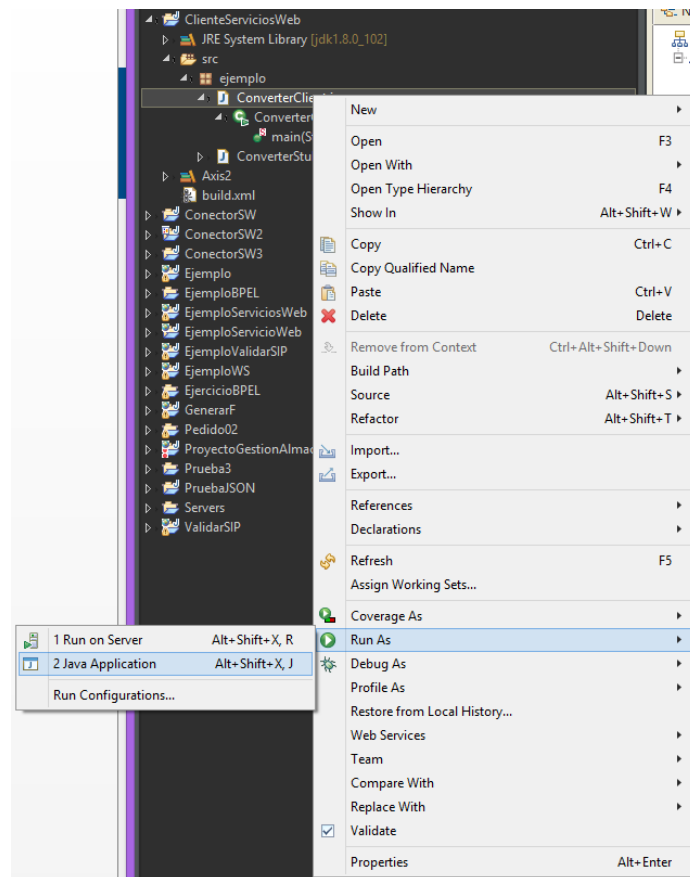 ClienteServiciosWeb
JRE System Library [jdk1.8.0_102]
src
ejemplo
ConverterClient.j
Converter
main(S
ConverterStu
Axis2
build.xml
ConectorSW
ConectorSW2
ConectorSW3
Ejemplo
EjemploBPEL
EjemploServiciosWeb
EjemploServicioWeb
EjemploValidarSIP
EjemploWS
EjercicioBPEL
GenerarF
Pedido02
ProyectoGestionAlmac
Prueba3
PruebaJSON
Servers
ValidarSIP
New
Open F3
Open With
Open Type Hierarchy F4
Show In Alt+Shift+W
Copy Ctrl+C
Copy Qualified Name
Paste Ctrl+V
Delete Delete
Remove from Context Ctrl+Alt+Shift+Down
Build Path
Source Alt+Shift+S
Refactor Alt+Shift+T
Import...
Export...
References
Declarations
Refresh F5
Assign Working Sets...
Coverage As
Run As
Debug As
Profile As
Restore from Local History...
Web Services
Team
Compare With
Replace With
Validate
Properties Alt+Enter
1 Run on Server Alt+Shift+X, R
2 Java Application Alt+Shift+X, J
Run Configurations...